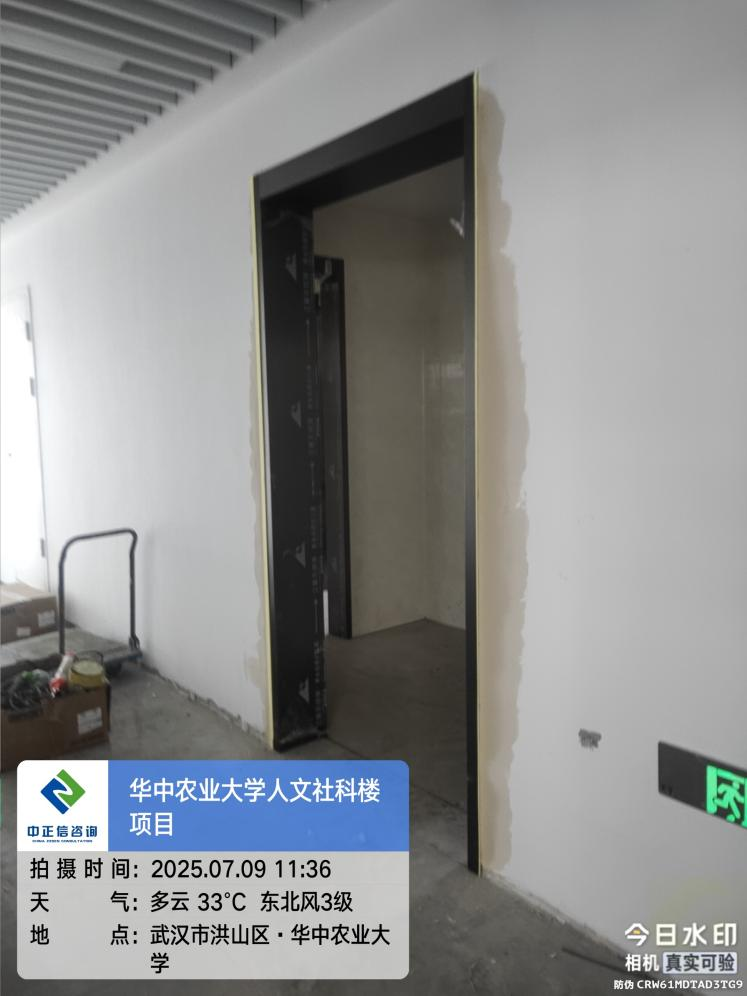 中正信咨询
CHINA ZOSEN CONSULTATION
华中农业大学人文社科楼
项目
拍摄时间：2025.07.09 11:36
天气：多云 33℃ 东北风3级
地点：武汉市洪山区·华中农业大
学
今日水印
相机 真实可验
防伪 CRW61MDTAD3TG9